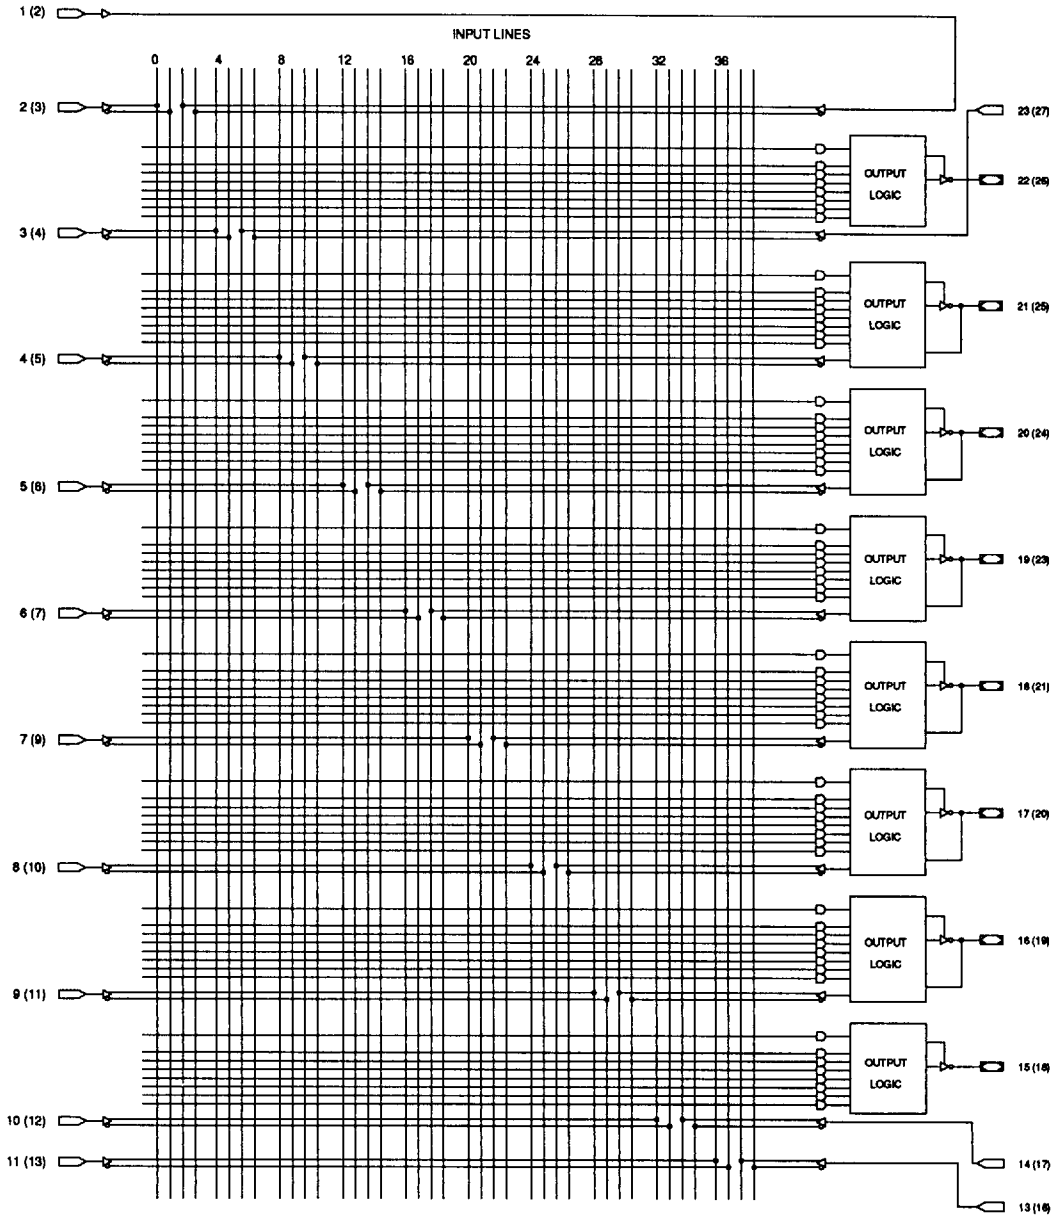 1 (2)
INPUT LINES
0 4 8 12 16 20 24 28 32 36
2 (3)
23 (27)
OUTPUT
LOGIC
22 (26)
3 (4)
OUTPUT
LOGIC
21 (25)
4 (5)
OUTPUT
LOGIC
20 (24)
5 (6)
OUTPUT
LOGIC
19 (23)
6 (7)
OUTPUT
LOGIC
18 (21)
7 (9)
OUTPUT
LOGIC
17 (20)
8 (10)
OUTPUT
LOGIC
16 (19)
9 (11)
OUTPUT
LOGIC
15 (18)
10 (12)
11 (13)
14 (17)
13 (16)